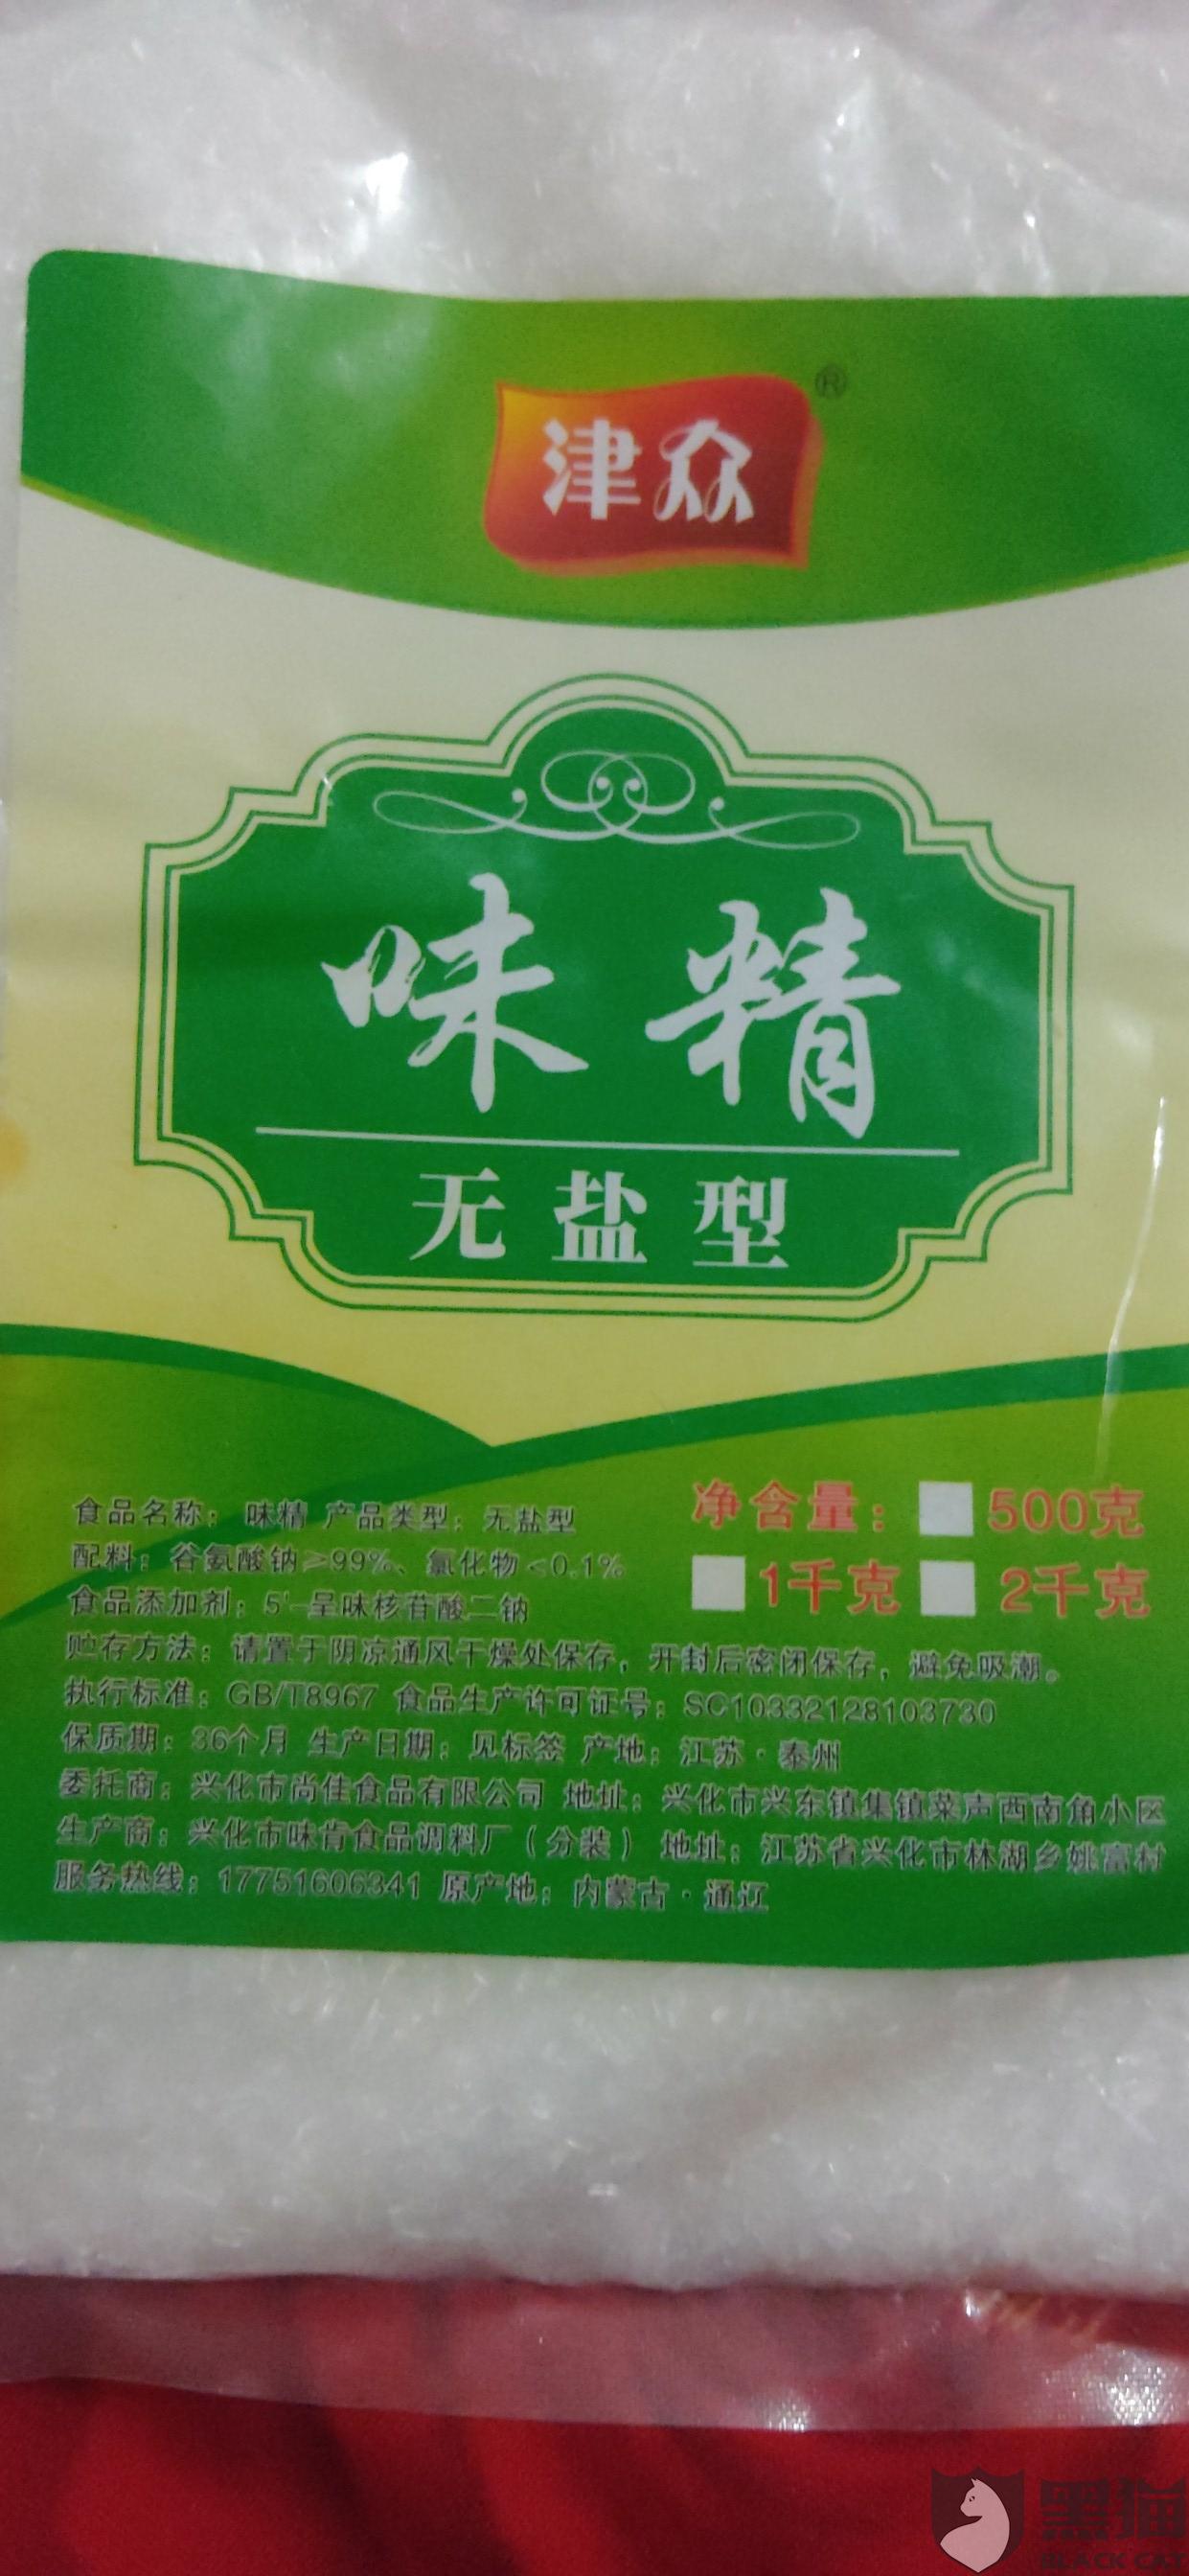 津众®
味精
无盐型
净含量: 500克
1千克 2千克
食品名称: 味精 产品类型: 无盐型
配料: 谷氨酸钠≥99%、氯化物<0.1%
食品添加剂: 5'-呈味核苷酸二钠
贮存方法: 请置于阴凉通风干燥处保存, 开封后密闭保存, 避免吸潮。
执行标准: GB/T8967 食品生产许可证号: SC10332128103730
保质期: 36个月 生产日期: 见标签 产地: 江苏·泰州
委托商: 兴化市尚佳食品有限公司 地址: 兴化市兴东镇集镇菜声西南角小区
生产商: 兴化市味肯食品调料厂 (分装) 地址: 江苏省兴化市林湖乡姚富村
服务热线: 17751606341 原产地: 内蒙古·通辽
黑猫
BLACK CAT